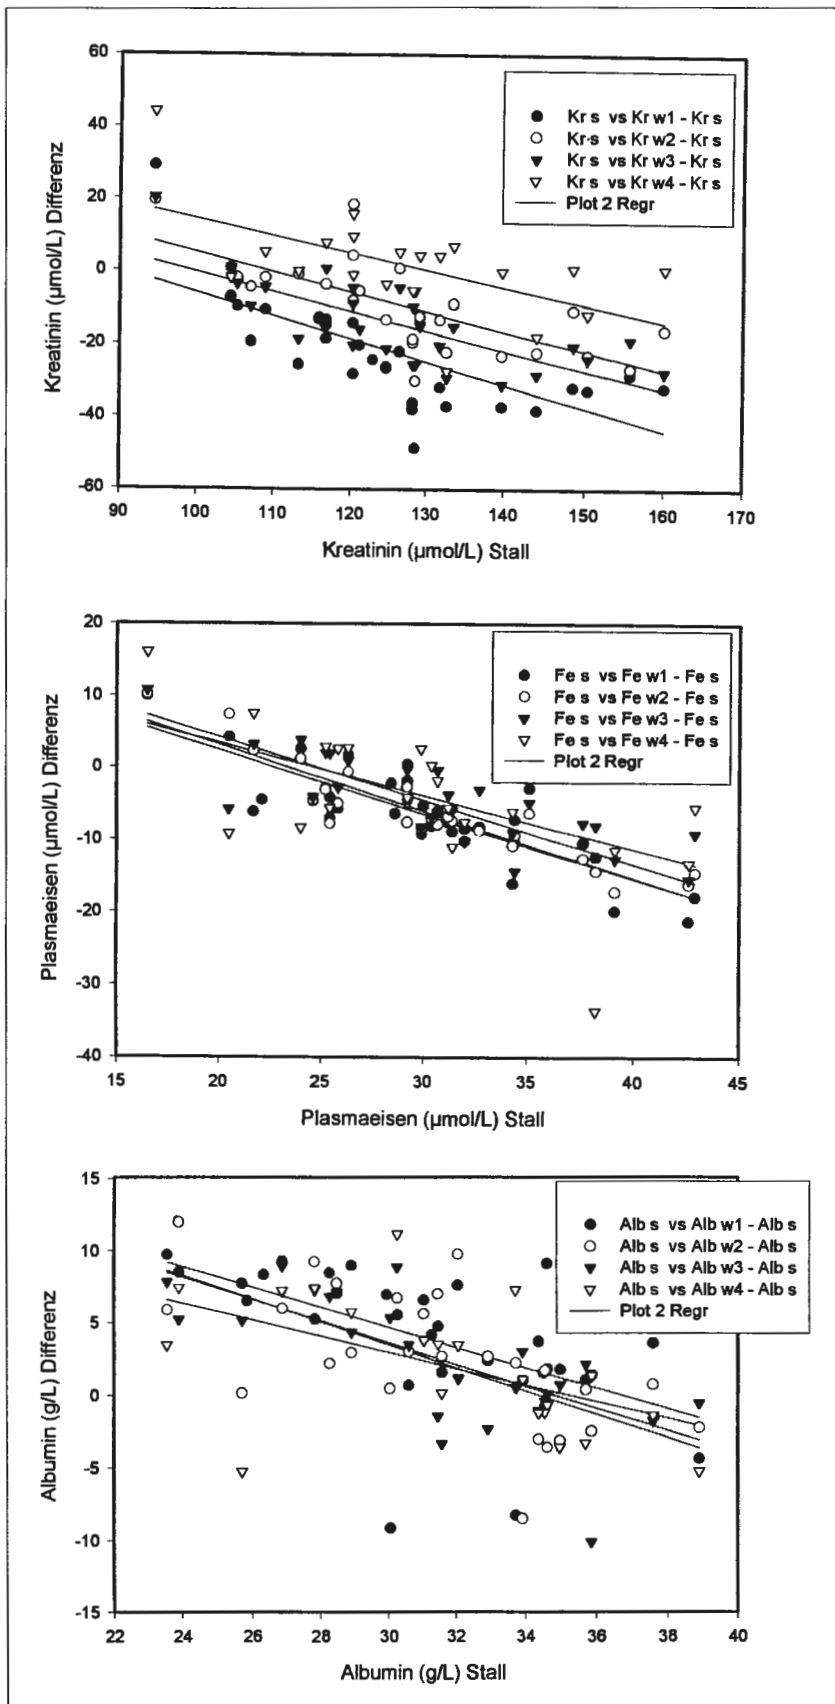 60
40
20
0
-20
-40
-60
Kreatinin (µmol/L) Differenz
Kr s vs Kr w1 - Kr s
Kr·s vs Kr w2 - Kr s
Kr s vs Kr w3 - Kr s
Kr s vs Kr w4 - Kr s
Plot 2 Regr
90 100 110 120 130 140 150 160 170
Kreatinin (µmol/L) Stall
20
10
0
-10
-20
-30
-40
Plasmaeisen (µmol/L) Differenz
Fe s vs Fe w1 - Fe s
Fe s vs Fe w2 - Fe s
Fe s vs Fe w3 - Fe s
Fe s vs Fe w4 - Fe s
Plot 2 Regr
15 20 25 30 35 40 45
Plasmaeisen (µmol/L) Stall
15
10
5
0
-5
-10
-15
Albumin (g/L) Differenz
Alb s vs Alb w1 - Alb s
Alb s vs Alb w2 - Alb s
Alb s vs Alb w3 - Alb s
Alb s vs Alb w4 - Alb s
Plot 2 Regr
22 24 26 28 30 32 34 36 38 40
Albumin (g/L) Stall